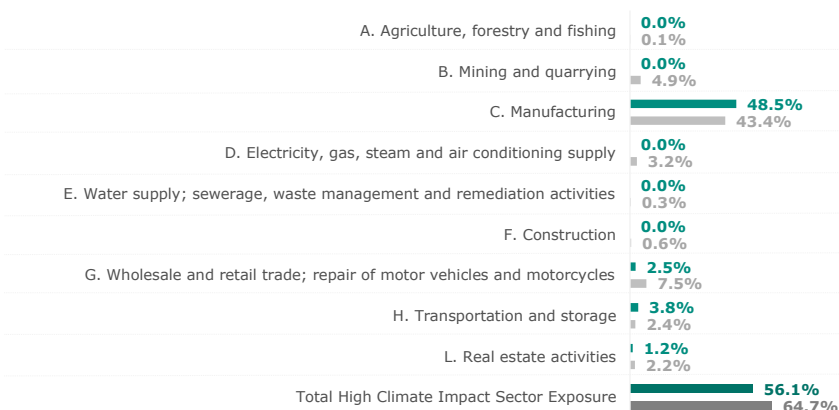 A. Agriculture, forestry and fishing
0.0%
0.1%
B. Mining and quarrying
0.0%
4.9%
C. Manufacturing
48.5%
43.4%
D. Electricity, gas, steam and air conditioning supply
0.0%
3.2%
E. Water supply; sewerage, waste management and remediation activities
0.0%
0.3%
F. Construction
0.0%
0.6%
G. Wholesale and retail trade; repair of motor vehicles and motorcycles
2.5%
7.5%
H. Transportation and storage
3.8%
2.4%
L. Real estate activities
1.2%
2.2%
Total High Climate Impact Sector Exposure
56.1%
64.7%